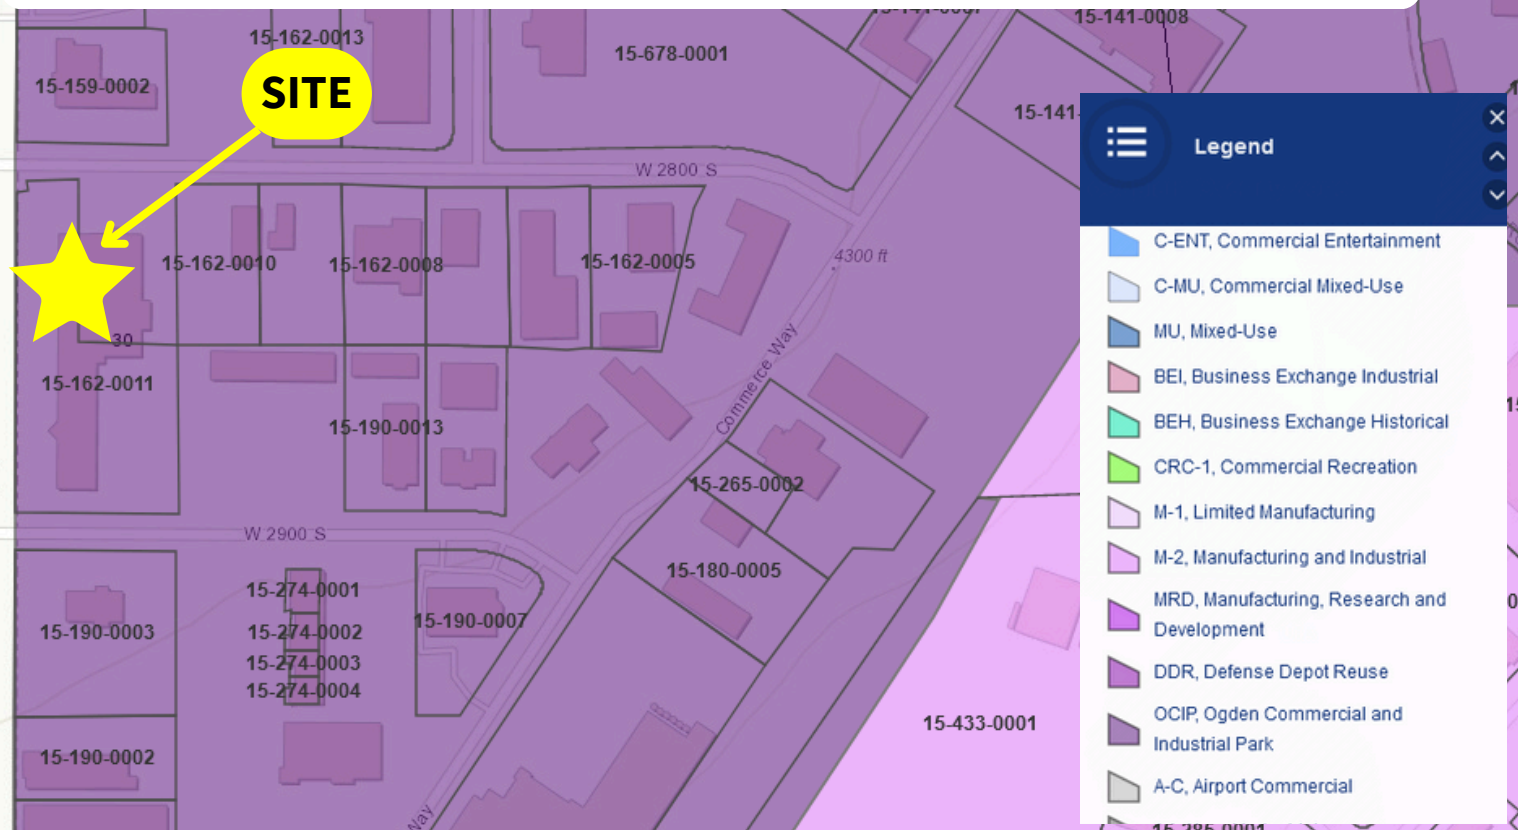 15-141-0008
15-162-0013
15-678-0001
15-159-0002
SITE
15-141-
W 2800 S
Legend
4300 ft
15-162-0010
15-162-0008
15-162-0005
C-ENT, Commercial Entertainment
C-MU, Commercial Mixed-Use
MU, Mixed-Use
BEI, Business Exchange Industrial
BEH, Business Exchange Historical
CRC-1, Commercial Recreation
M-1, Limited Manufacturing
M-2, Manufacturing and Industrial
MRD, Manufacturing, Research and
Development
DDR, Defense Depot Reuse
OCIP, Ogden Commercial and
Industrial Park
A-C, Airport Commercial
30
15-162-0011
Commerce Way
15-190-0013
15-265-0002
W 2900 S
15-180-0005
15-274-0001
15-190-0007
15-190-0003
15-274-0002
15-274-0003
15-274-0004
15-433-0001
15-190-0002
Way